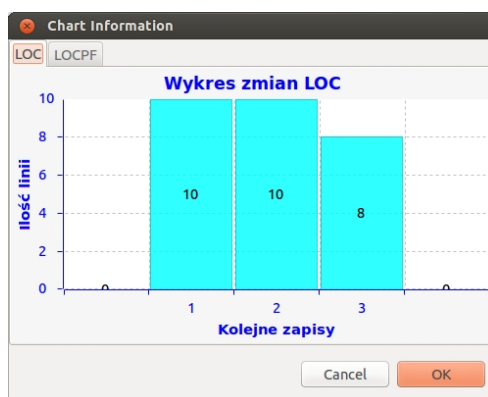 Chart Information
LOC LOCPF
Wykres zmian LOC
Ilość linii
10
8
6
4
2
0
0 10 10 8 0
1 2 3
Kolejne zapisy
Cancel OK